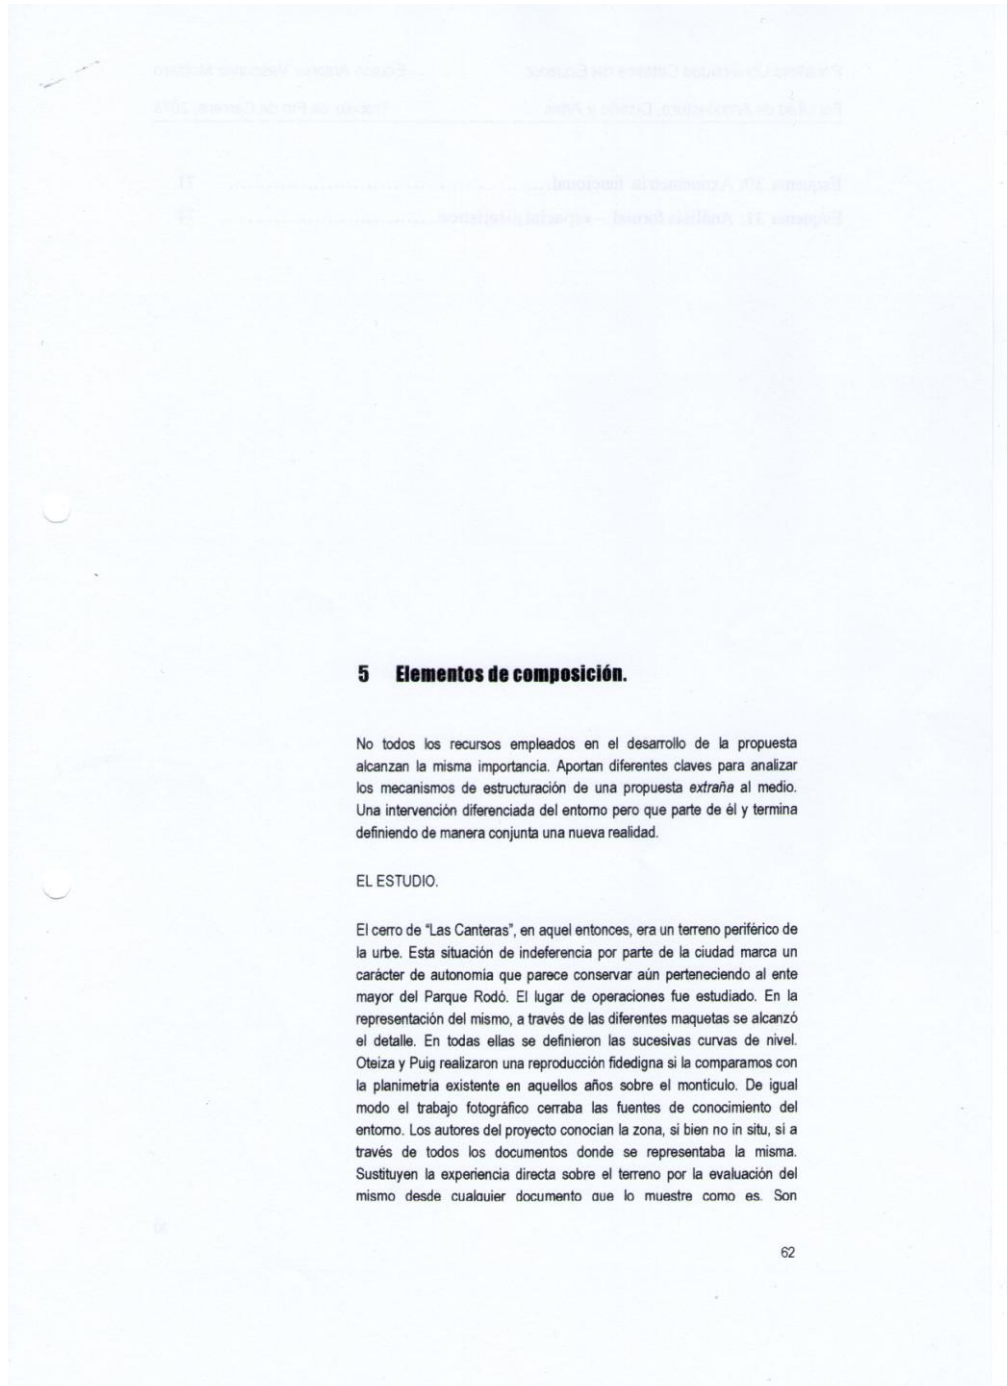 5 Elementos de composición.
No todos los recursos empleados en el desarrollo de la propuesta
alcanzan la misma importancia. Aportan diferentes claves para analizar
los mecanismos de estructuración de una propuesta extraña al medio.
Una intervención diferenciada del entorno pero que parte de él y termina
definiendo de manera conjunta una nueva realidad.
EL ESTUDIO.
El cerro de “Las Canteras”, en aquel entonces, era un terreno periférico de
la urbe. Esta situación de indeferencia por parte de la ciudad marca un
carácter de autonomía que parece conservar aún perteneciendo al ente
mayor del Parque Rodó. El lugar de operaciones fue estudiado. En la
representación del mismo, a través de las diferentes maquetas se alcanzó
el detalle. En todas ellas se definieron las sucesivas curvas de nivel.
Oteiza y Puig realizaron una reproducción fidedigna si la comparamos con
la planimetría existente en aquellos años sobre el montículo. De igual
modo el trabajo fotográfico cerraba las fuentes de conocimiento del
entorno. Los autores del proyecto conocían la zona, si bien no in situ, sí a
través de todos los documentos donde se representaba la misma.
Sustituyen la experiencia directa sobre el terreno por la evaluación del
mismo desde cualquier documento que lo muestre como es. Son
62